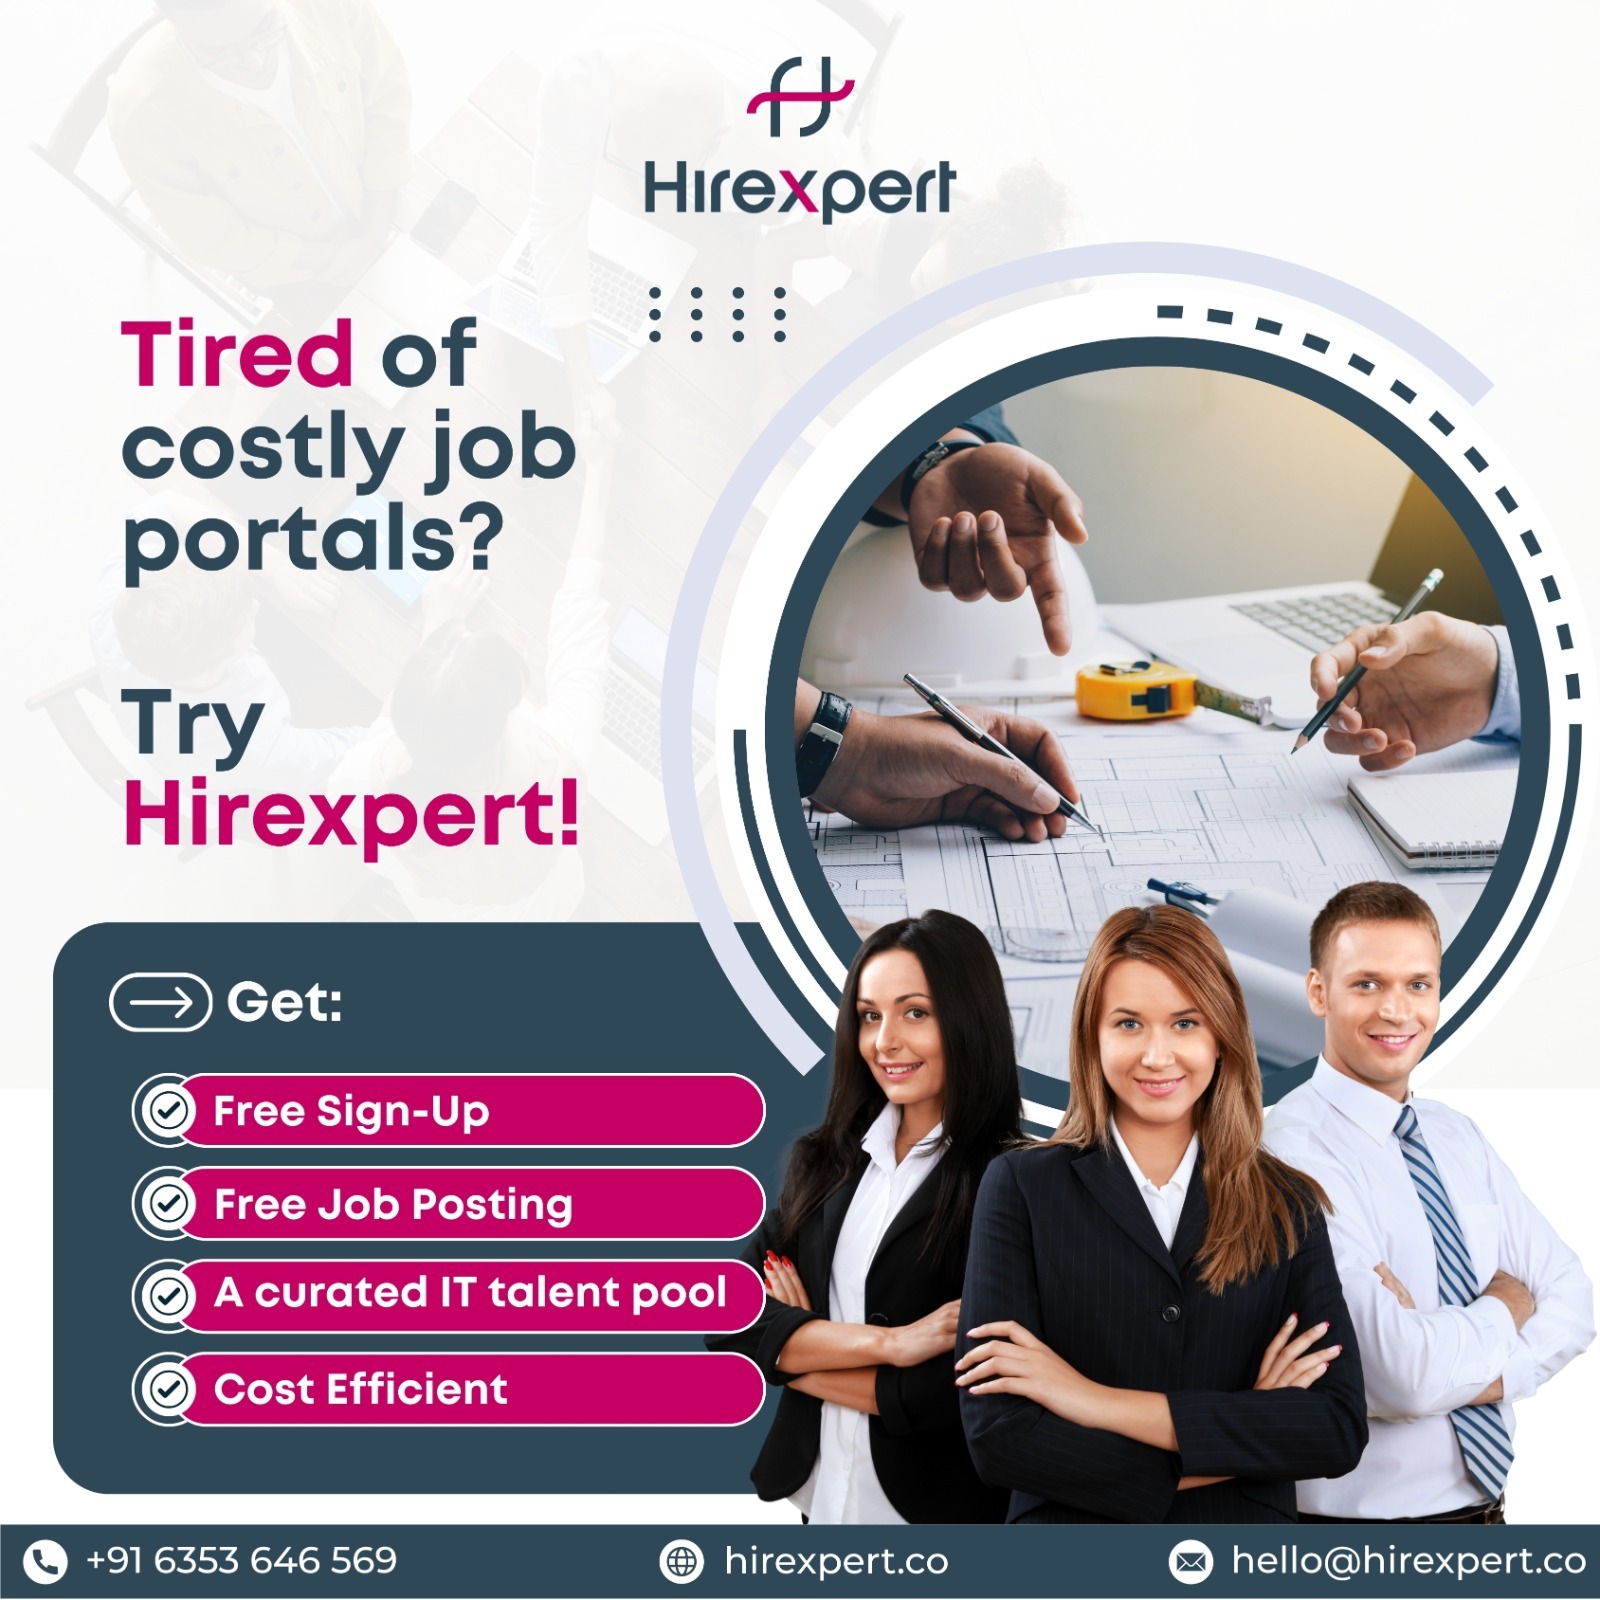 Hirexpert
Tired of
costly job
portals?
Try
Hirexpert!
Get:
Free Sign-Up
Free Job Posting
A curated IT talent pool
Cost Efficient
+91 6353 646 569
hirexpert.co
hello@hirexpert.co